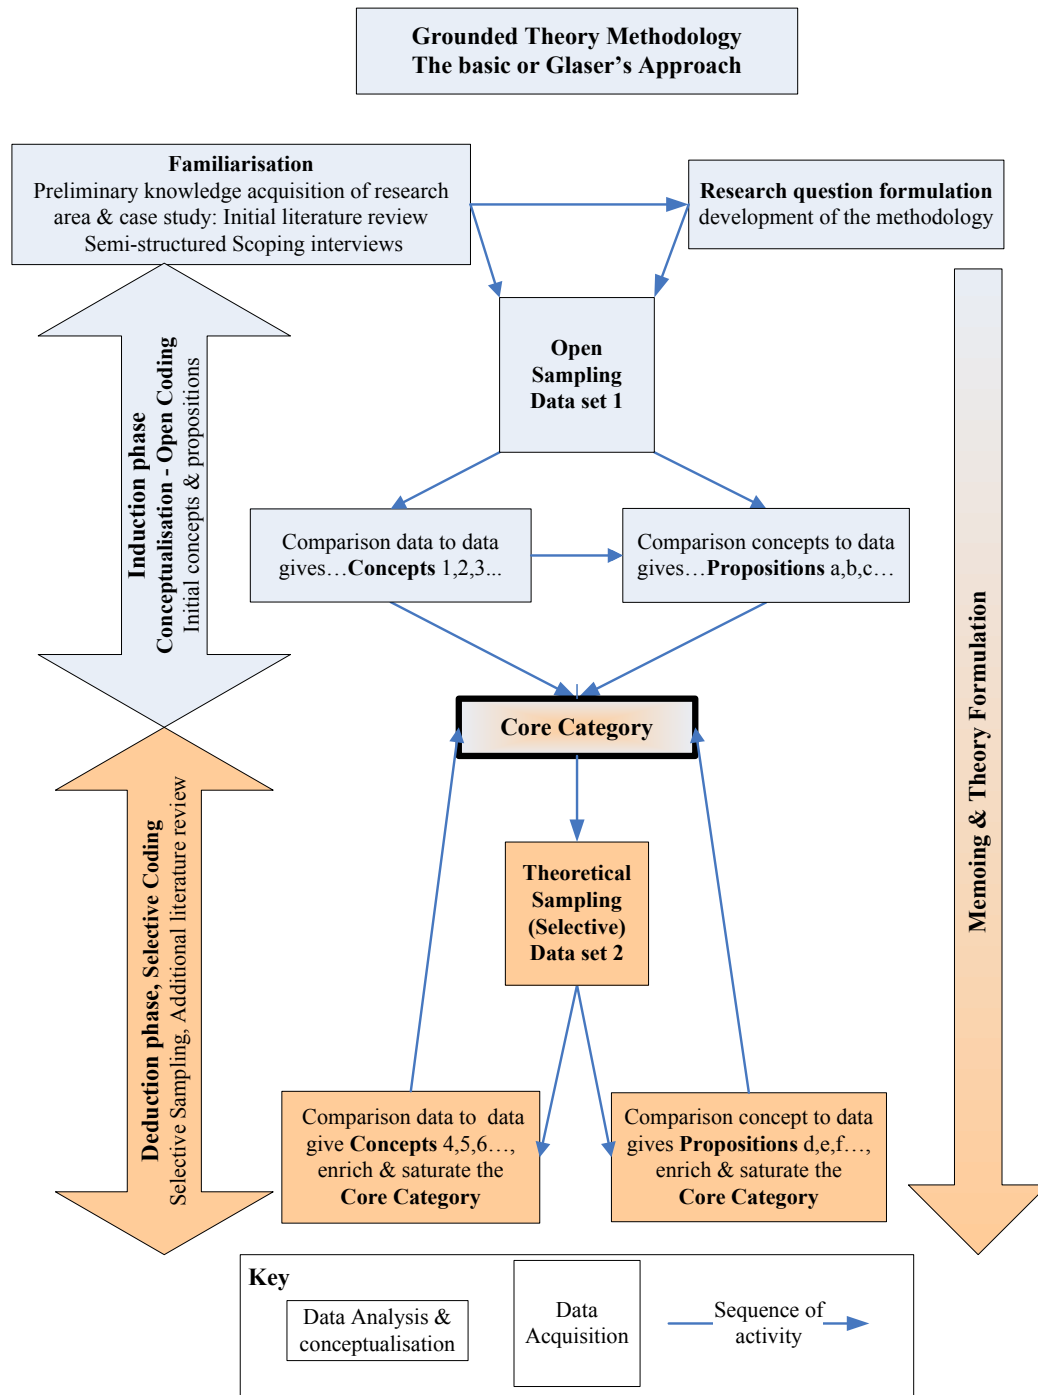 Grounded Theory Methodology
The basic or Glaser's Approach
Familiarisation
Preliminary knowledge acquisition of research
area & case study: Initial literature review
Semi-structured Scoping interviews
Research question formulation
development of the methodology
Open
Sampling
Data set 1
Induction phase
Conceptualisation - Open Coding
Initial concepts & propositions
Comparison data to data
gives…Concepts 1,2,3...
Comparison concepts to data
gives…Propositions a,b,c…
Core Category
Memoing & Theory Formulation
Deduction phase, Selective Coding
Selective Sampling, Additional literature review
Theoretical
Sampling
(Selective)
Data set 2
Comparison data to  data
give Concepts 4,5,6…,
enrich & saturate the
Core Category
Comparison concept to data
gives Propositions d,e,f…,
enrich & saturate the
Core Category
Key
Data Analysis &
conceptualisation
Data
Acquisition
Sequence of
activity